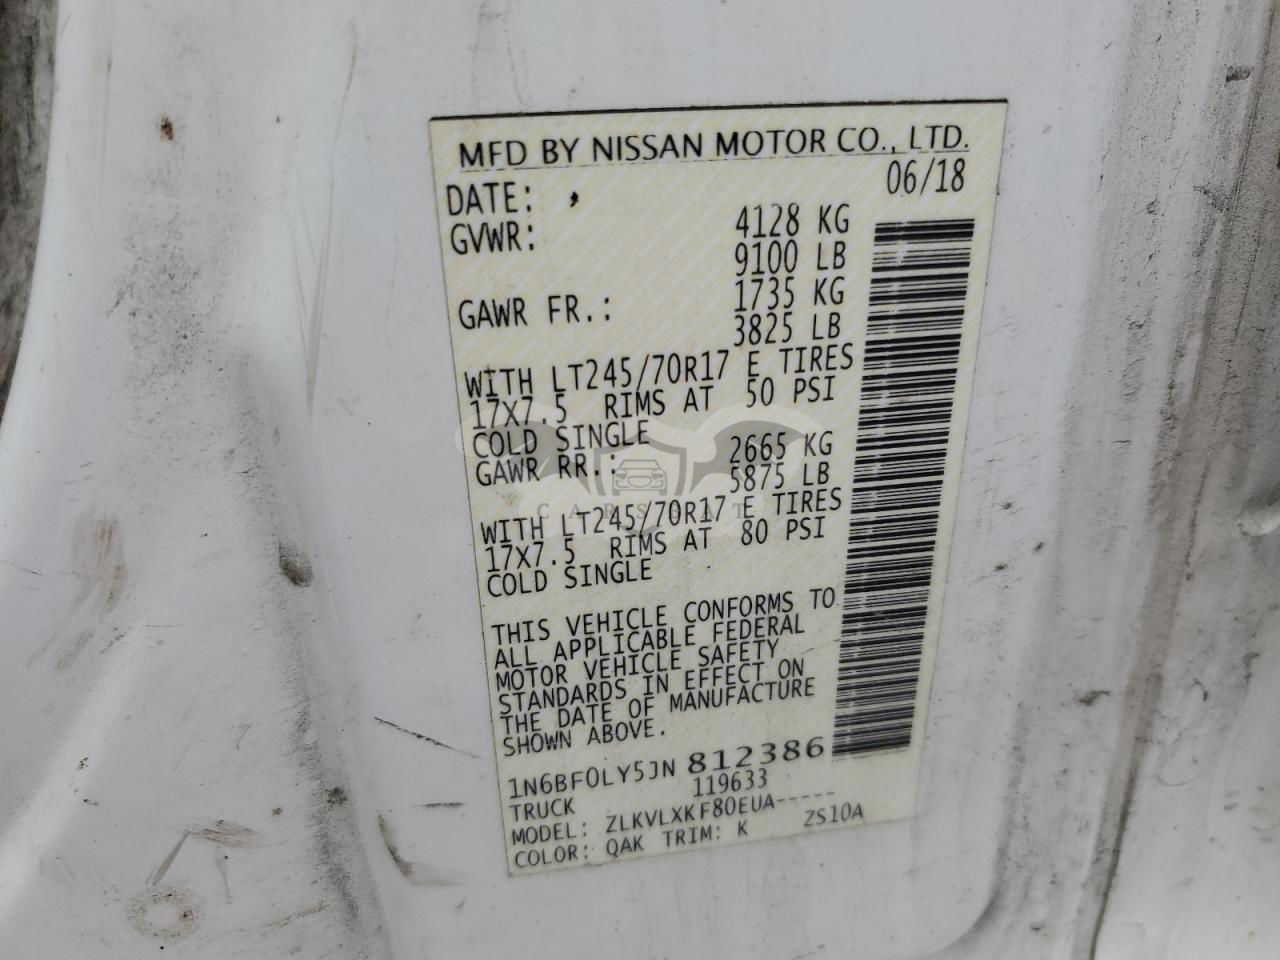 MFD BY NISSAN MOTOR CO., LTD.
DATE: 06/18
GVWR: 4128 KG
9100 LB
GAWR FR.: 1735 KG
3825 LB
WITH LT245/70R17 E TIRES
17X7.5 RIMS AT 50 PSI
COLD SINGLE
GAWR RR.: 2665 KG
5875 LB
WITH LT245/70R17 E TIRES
17X7.5 RIMS AT 80 PSI
COLD SINGLE
THIS VEHICLE CONFORMS TO
ALL APPLICABLE FEDERAL
MOTOR VEHICLE SAFETY
STANDARDS IN EFFECT ON
THE DATE OF MANUFACTURE
SHOWN ABOVE.
1N6BF0LY5JN 812386
TRUCK 119633
MODEL: ZLKVLXKF80EUA-----
COLOR: QAK TRIM: K ZS10A
CARSBAT